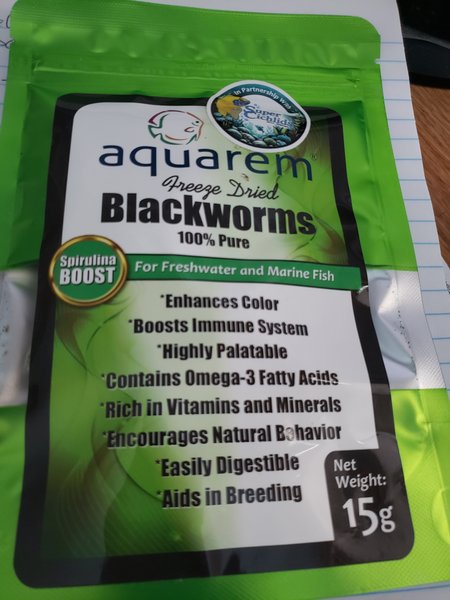 In Partnership With
Super
Cichlids
aquarem®
Freeze Dried
Blackworms
100% Pure
Spirulina
BOOST
For Freshwater and Marine Fish
*Enhances Color
*Boosts Immune System
*Highly Palatable
*Contains Omega-3 Fatty Acids
*Rich in Vitamins and Minerals
*Encourages Natural Behavior
*Easily Digestible
*Aids in Breeding
Net
Weight:
15g